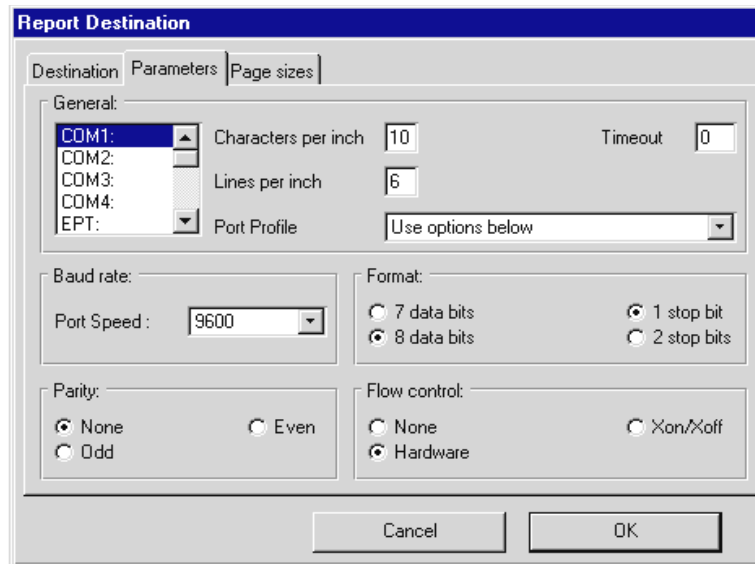 Report Destination
Destination Parameters Page sizes
General:
COM1:
COM2:
COM3:
COM4:
EPT:
Characters per inch 10 Timeout 0
Lines per inch 6
Port Profile Use options below
Baud rate:
Port Speed : 9600
Format:
7 data bits 1 stop bit
8 data bits 2 stop bits
Parity:
None Even
Odd
Flow control:
None Xon/Xoff
Hardware
Cancel OK